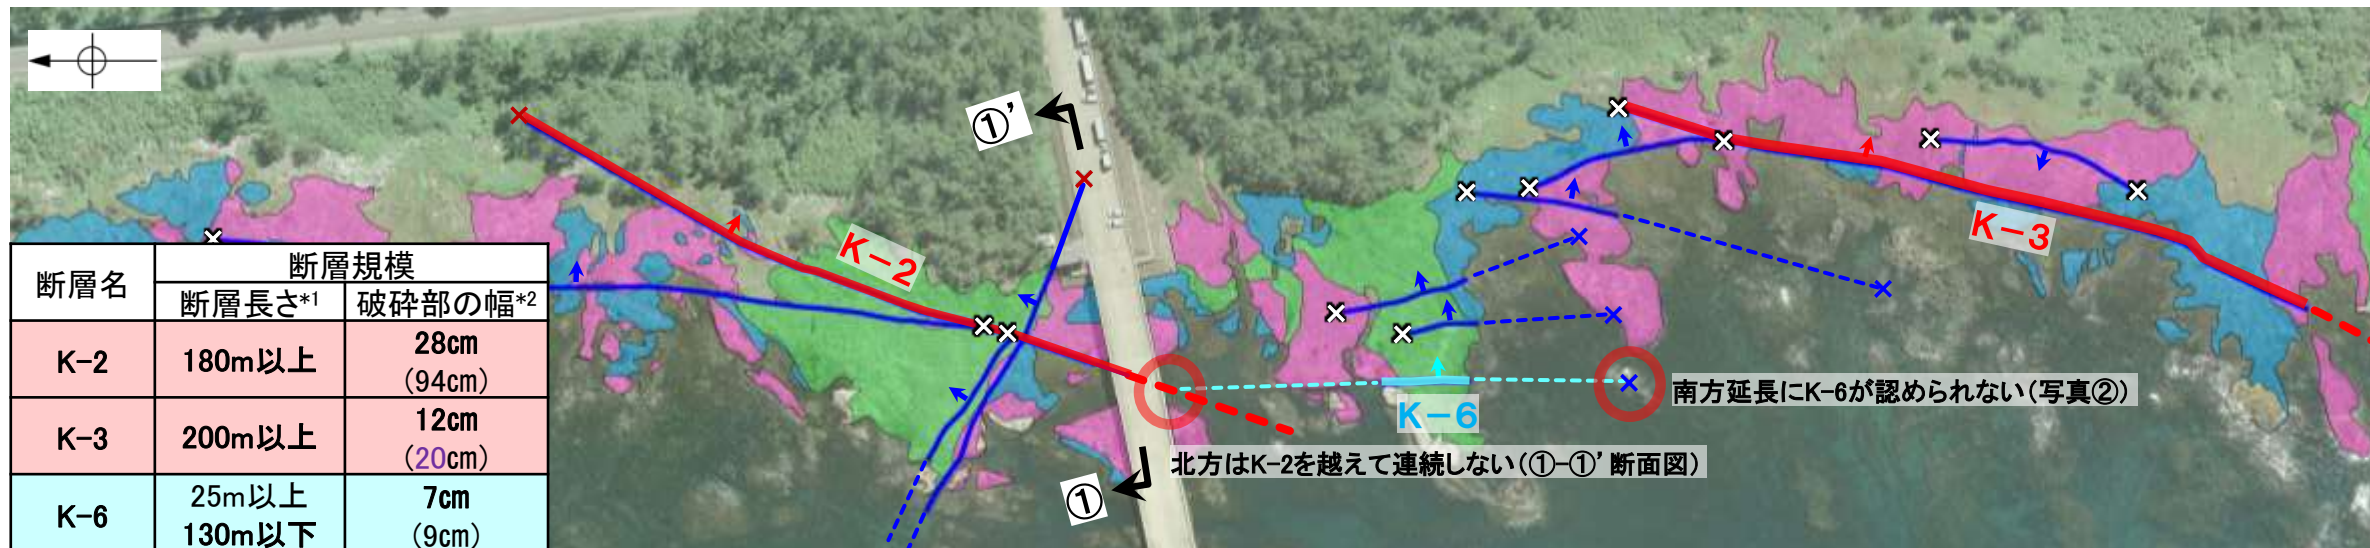 ①’
K-2
K-3
K-6
南方延長にK-6が認められない（写真②）
北方はK-2を越えて連続しない（①-①’断面図）
①
断層名
断層規模
断層長さ*1
破砕部の幅*2
K-2
180m以上
28cm
（94cm）
K-3
200m以上
12cm
（20cm）
K-6
25m以上
130m以下
7cm
（9cm）